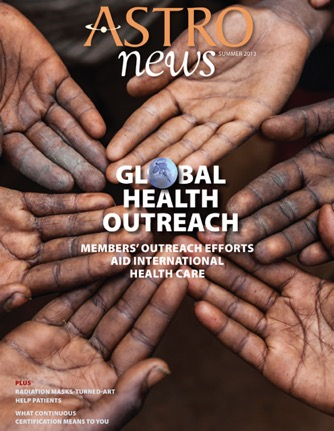 ASTRO
news
SUMMER 2013
GLOBAL
HEALTH
OUTREACH
MEMBERS' OUTREACH EFFORTS
AID INTERNATIONAL
HEALTH CARE
PLUS
RADIATION MASKS-TURNED-ART
HELP PATIENTS
WHAT CONTINUOUS
CERTIFICATION MEANS TO YOU